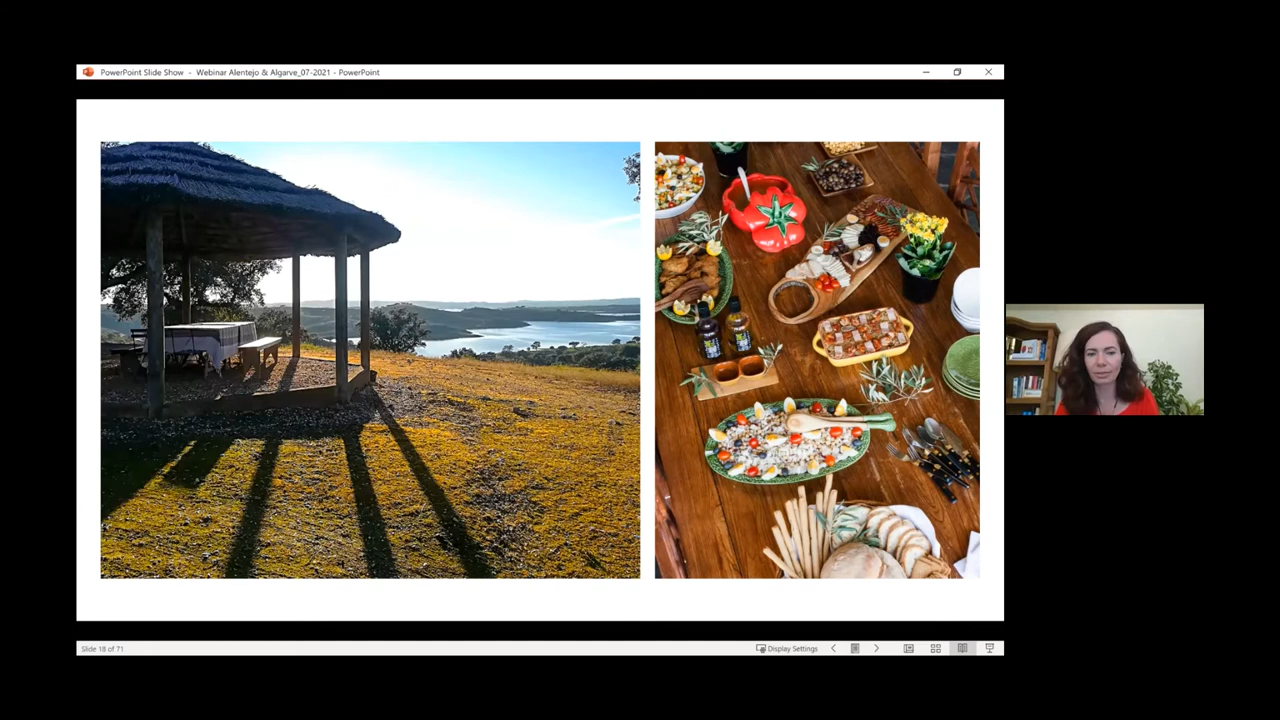 PowerPoint Slide Show - Webinar Alentejo & Algarve_07-2021 - PowerPoint
Slide 18 of 71
Display Settings